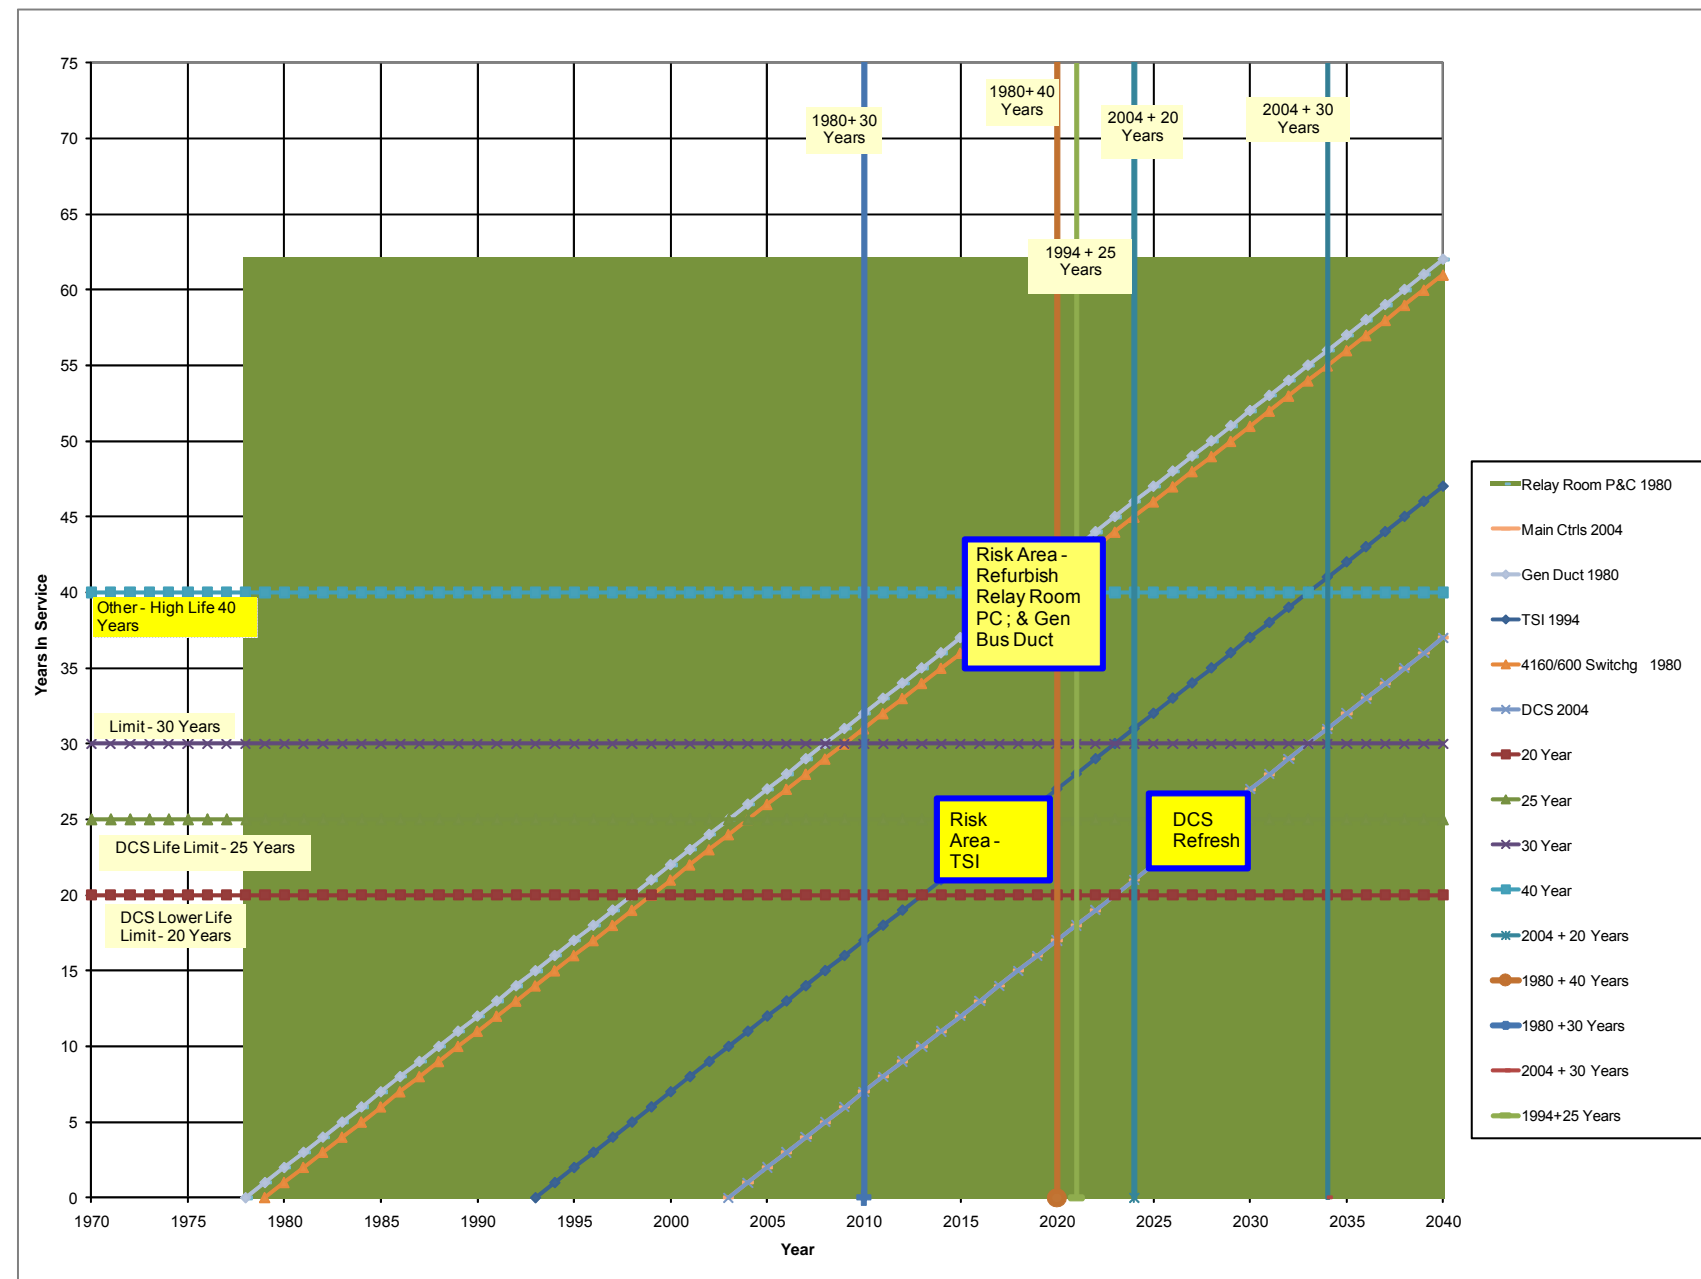 75
70
65
60
55
50
45
40
35
30
25
20
15
10
5
0
Years In Service
1970
1975
1980
1985
1990
1995
2000
2005
2010
2015
2020
2025
2030
2035
2040
Year
1980+ 30
Years
1980+ 40
Years
2004 + 20
Years
2004 + 30
Years
1994 + 25
Years
Other - High Life 40
Years
Limit - 30 Years
DCS Life Limit - 25 Years
DCS Lower Life
Limit - 20 Years
Risk Area -
Refurbish
Relay Room
PC ; & Gen
Bus Duct
Risk
Area -
TSI
DCS
Refresh
Relay Room P&C 1980
Main Ctrls 2004
Gen Duct 1980
TSI 1994
4160/600 Switchg 1980
DCS 2004
20 Year
25 Year
30 Year
40 Year
2004 + 20 Years
1980 + 40 Years
1980 +30 Years
2004 + 30 Years
1994+25 Years